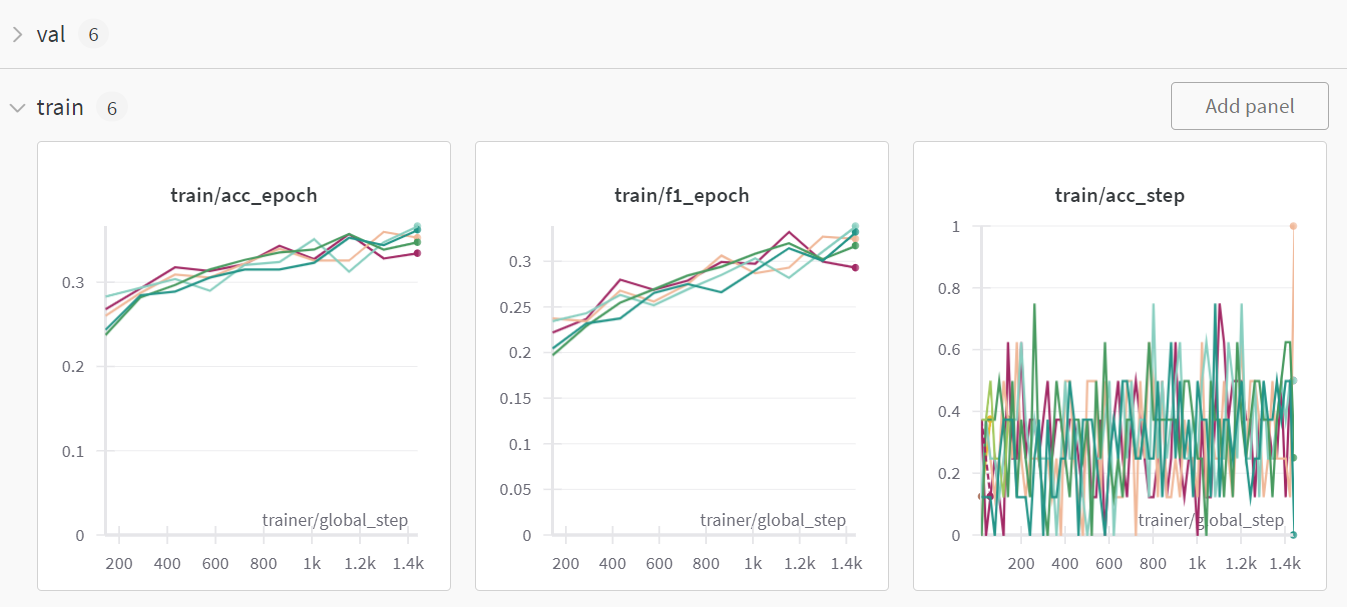 val 6
train 6
Add panel
train/acc_epoch
0.3
0.2
0.1
0
trainer/global_step
200 400 600 800 1k 1.2k 1.4k
train/f1_epoch
0.3
0.25
0.2
0.15
0.1
0.05
0
trainer/global_step
200 400 600 800 1k 1.2k 1.4k
train/acc_step
1
0.8
0.6
0.4
0.2
0
trainer/global_step
200 400 600 800 1k 1.2k 1.4k